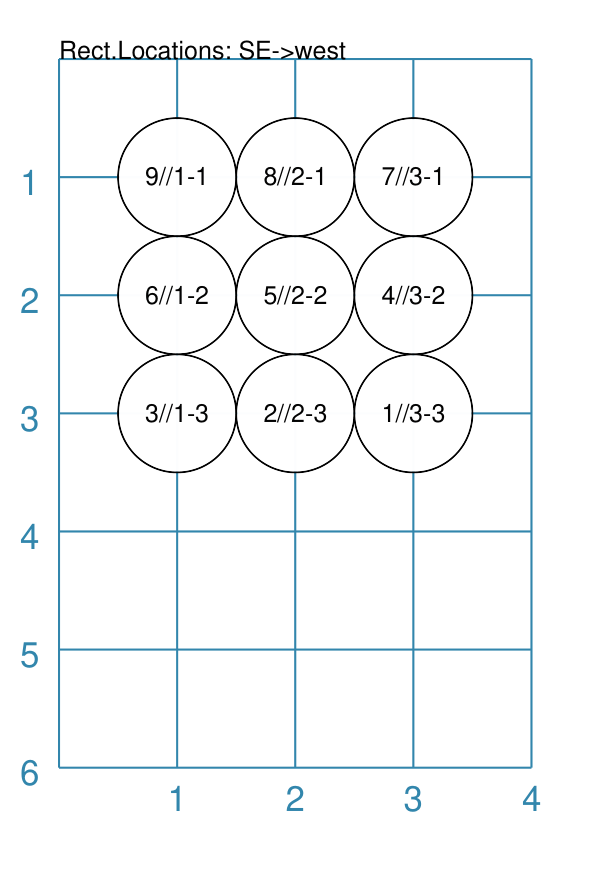 Rect.Locations: SE->west
1 9//1-1 8//2-1 7//3-1
2 6//1-2 5//2-2 4//3-2
3 3//1-3 2//2-3 1//3-3
4
5
6
1 2 3 4